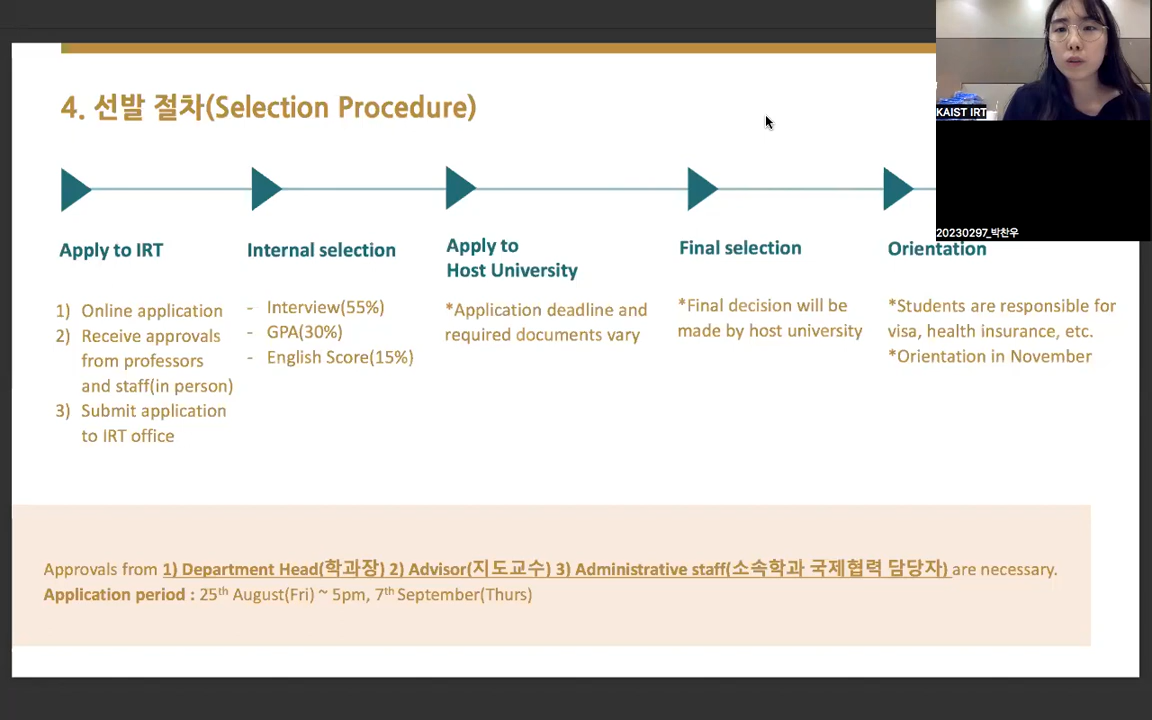 4. 선발 절차(Selection Procedure)
KAIST IRT
20230297_박찬우
Apply to IRT
1) Online application
2) Receive approvals
from professors
and staff(in person)
3) Submit application
to IRT office
Internal selection
- Interview(55%)
- GPA(30%)
- English Score(15%)
Apply to
Host University
*Application deadline and
required documents vary
Final selection
*Final decision will be
made by host university
Orientation
*Students are responsible for
visa, health insurance, etc.
*Orientation in November
Approvals from 1) Department Head(학과장) 2) Advisor(지도교수) 3) Administrative staff(소속학과 국제협력 담당자) are necessary.
Application period : 25th August(Fri) ~ 5pm, 7th September(Thurs)